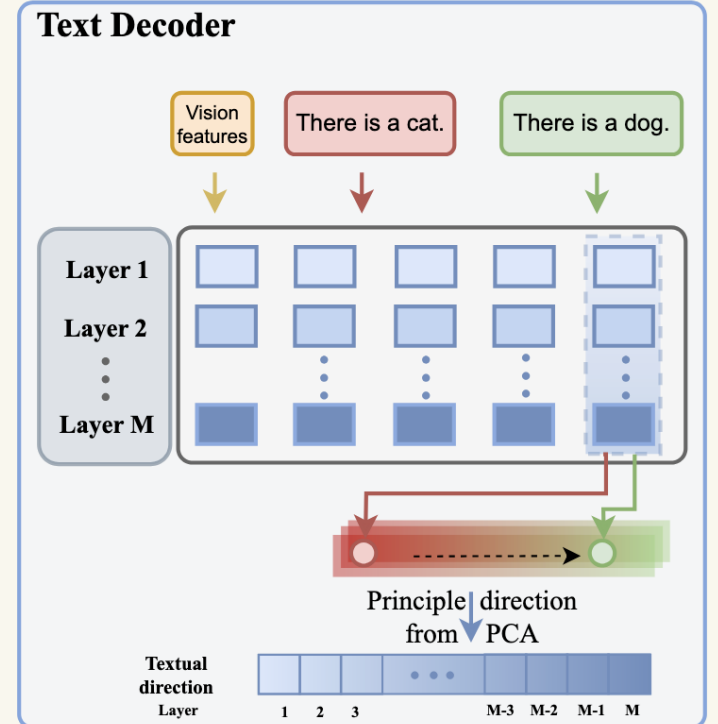 Text Decoder
Vision
features
There is a cat.
There is a dog.
Layer 1
Layer 2
Layer M
Principle direction
from PCA
Textual
direction
Layer
1 2 3 M-3 M-2 M-1 M